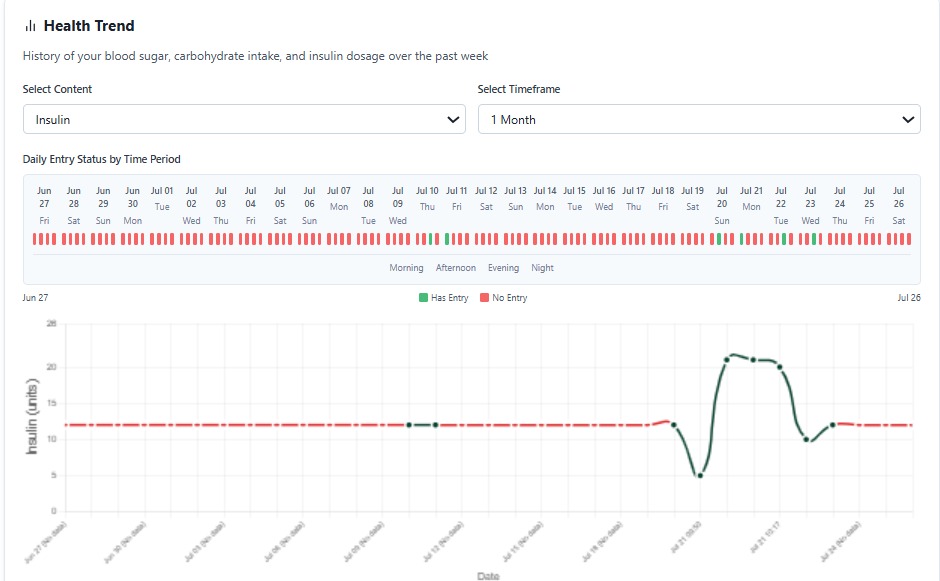 Health Trend
History of your blood sugar, carbohydrate intake, and insulin dosage over the past week
Select Content
Select Timeframe
Insulin
1 Month
Daily Entry Status by Time Period
Jun 27 Fri
Jun 28 Sat
Jun 29 Sun
Jun 30 Mon
Jul 01 Tue
Jul 02 Wed
Jul 03 Thu
Jul 04 Fri
Jul 05 Sat
Jul 06 Sun
Jul 07 Mon
Jul 08 Tue
Jul 09 Wed
Jul 10 Thu
Jul 11 Fri
Jul 12 Sat
Jul 13 Sun
Jul 14 Mon
Jul 15 Tue
Jul 16 Wed
Jul 17 Thu
Jul 18 Fri
Jul 19 Sat
Jul 20 Sun
Jul 21 Mon
Jul 22 Tue
Jul 23 Wed
Jul 24 Thu
Jul 25 Fri
Jul 26 Sat
Morning Afternoon Evening Night
Jun 27
Has Entry No Entry
Jul 26
Insulin (units)
26
20
15
10
5
0
Jun 27 (No data)
Jun 30 (No data)
Jul 03 (No data)
Jul 06 (No data)
Jul 09 (No data)
Jul 12 (No data)
Jul 15 (No data)
Jul 18 (No data)
Jul 21
Jul 21 10:17
Jul 24 (No data)
Date